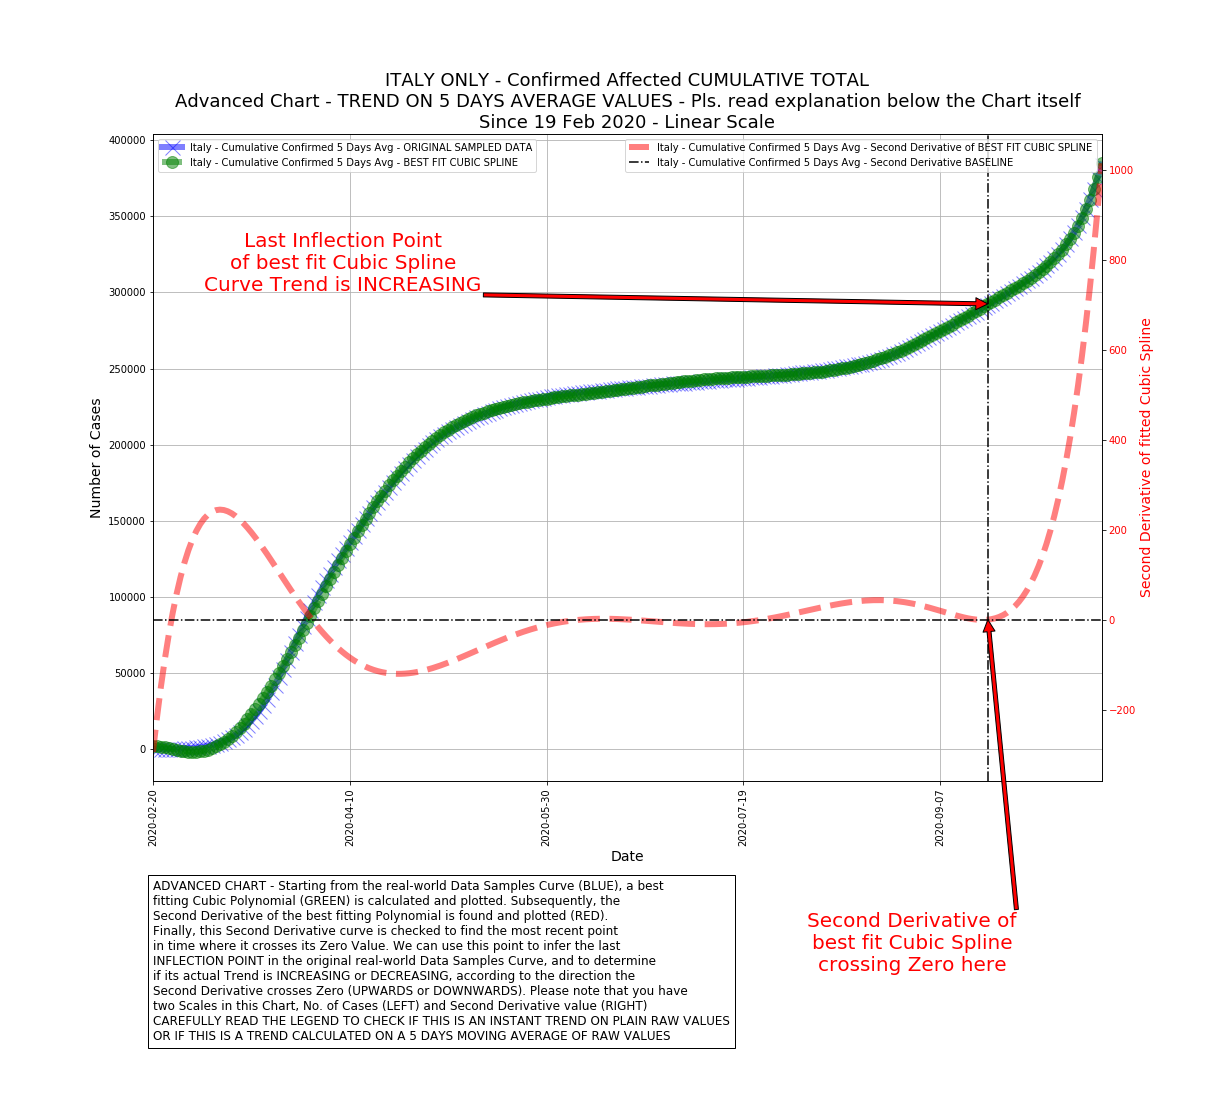 ITALY ONLY - Confirmed Affected CUMULATIVE TOTAL
Advanced Chart - TREND ON 5 DAYS AVERAGE VALUES - Pls. read explanation below the Chart itself
Since 19 Feb 2020 - Linear Scale
Italy - Cumulative Confirmed 5 Days Avg - ORIGINAL SAMPLED DATA
Italy - Cumulative Confirmed 5 Days Avg - BEST FIT CUBIC SPLINE
Italy - Cumulative Confirmed 5 Days Avg - Second Derivative of BEST FIT CUBIC SPLINE
Italy - Cumulative Confirmed 5 Days Avg - Second Derivative BASELINE
Last Inflection Point
of best fit Cubic Spline
Curve Trend is INCREASING
Number of Cases
400000
350000
300000
250000
200000
150000
100000
50000
0
1000
800
600
400
200
0
−200
Second Derivative of fitted Cubic Spline
2020-02-20
2020-04-10
2020-05-30
2020-07-19
2020-09-07
Date
Second Derivative of
best fit Cubic Spline
crossing Zero here
ADVANCED CHART - Starting from the real-world Data Samples Curve (BLUE), a best
fitting Cubic Polynomial (GREEN) is calculated and plotted. Subsequently, the
Second Derivative of the best fitting Polynomial is found and plotted (RED).
Finally, this Second Derivative curve is checked to find the most recent point
in time where it crosses its Zero Value. We can use this point to infer the last
INFLECTION POINT in the original real-world Data Samples Curve, and to determine
if its actual Trend is INCREASING or DECREASING, according to the direction the
Second Derivative crosses Zero (UPWARDS or DOWNWARDS). Please note that you have
two Scales in this Chart, No. of Cases (LEFT) and Second Derivative value (RIGHT)
CAREFULLY READ THE LEGEND TO CHECK IF THIS IS AN INSTANT TREND ON PLAIN RAW VALUES
OR IF THIS IS A TREND CALCULATED ON A 5 DAYS MOVING AVERAGE OF RAW VALUES